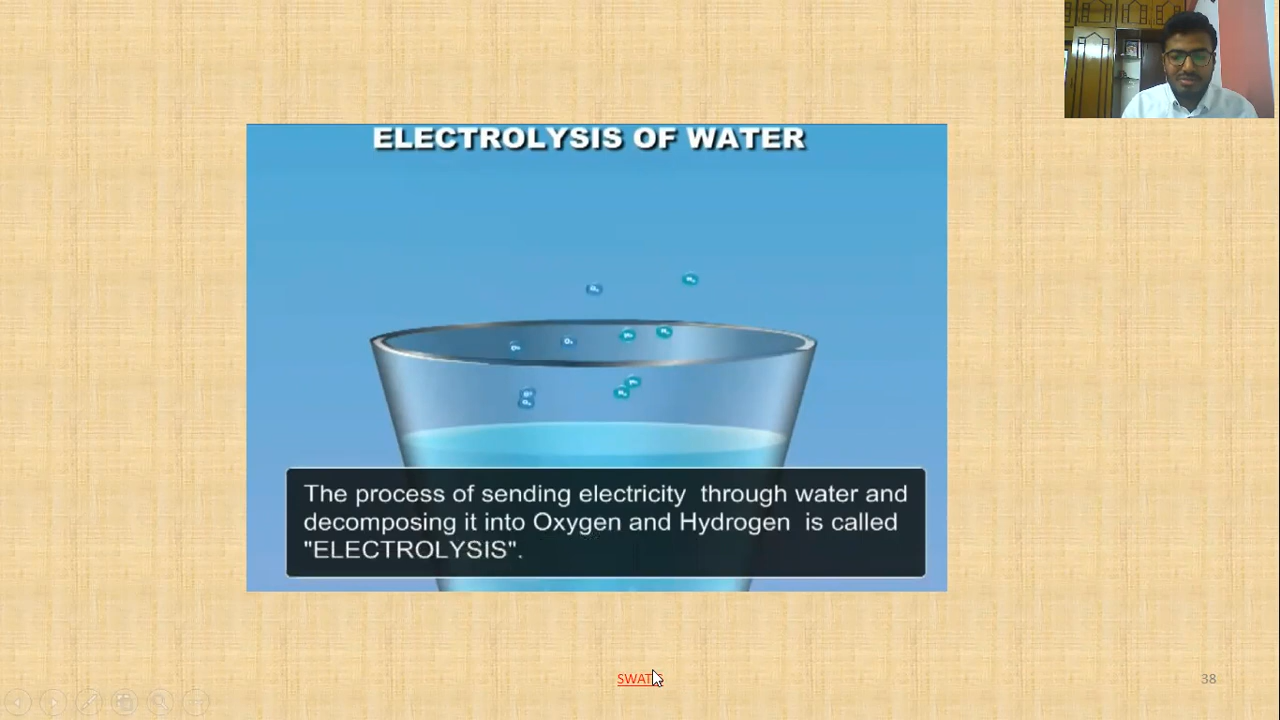 ELECTROLYSIS OF WATER
The process of sending electricity through water and
decomposing it into Oxygen and Hydrogen is called
"ELECTROLYSIS".
38